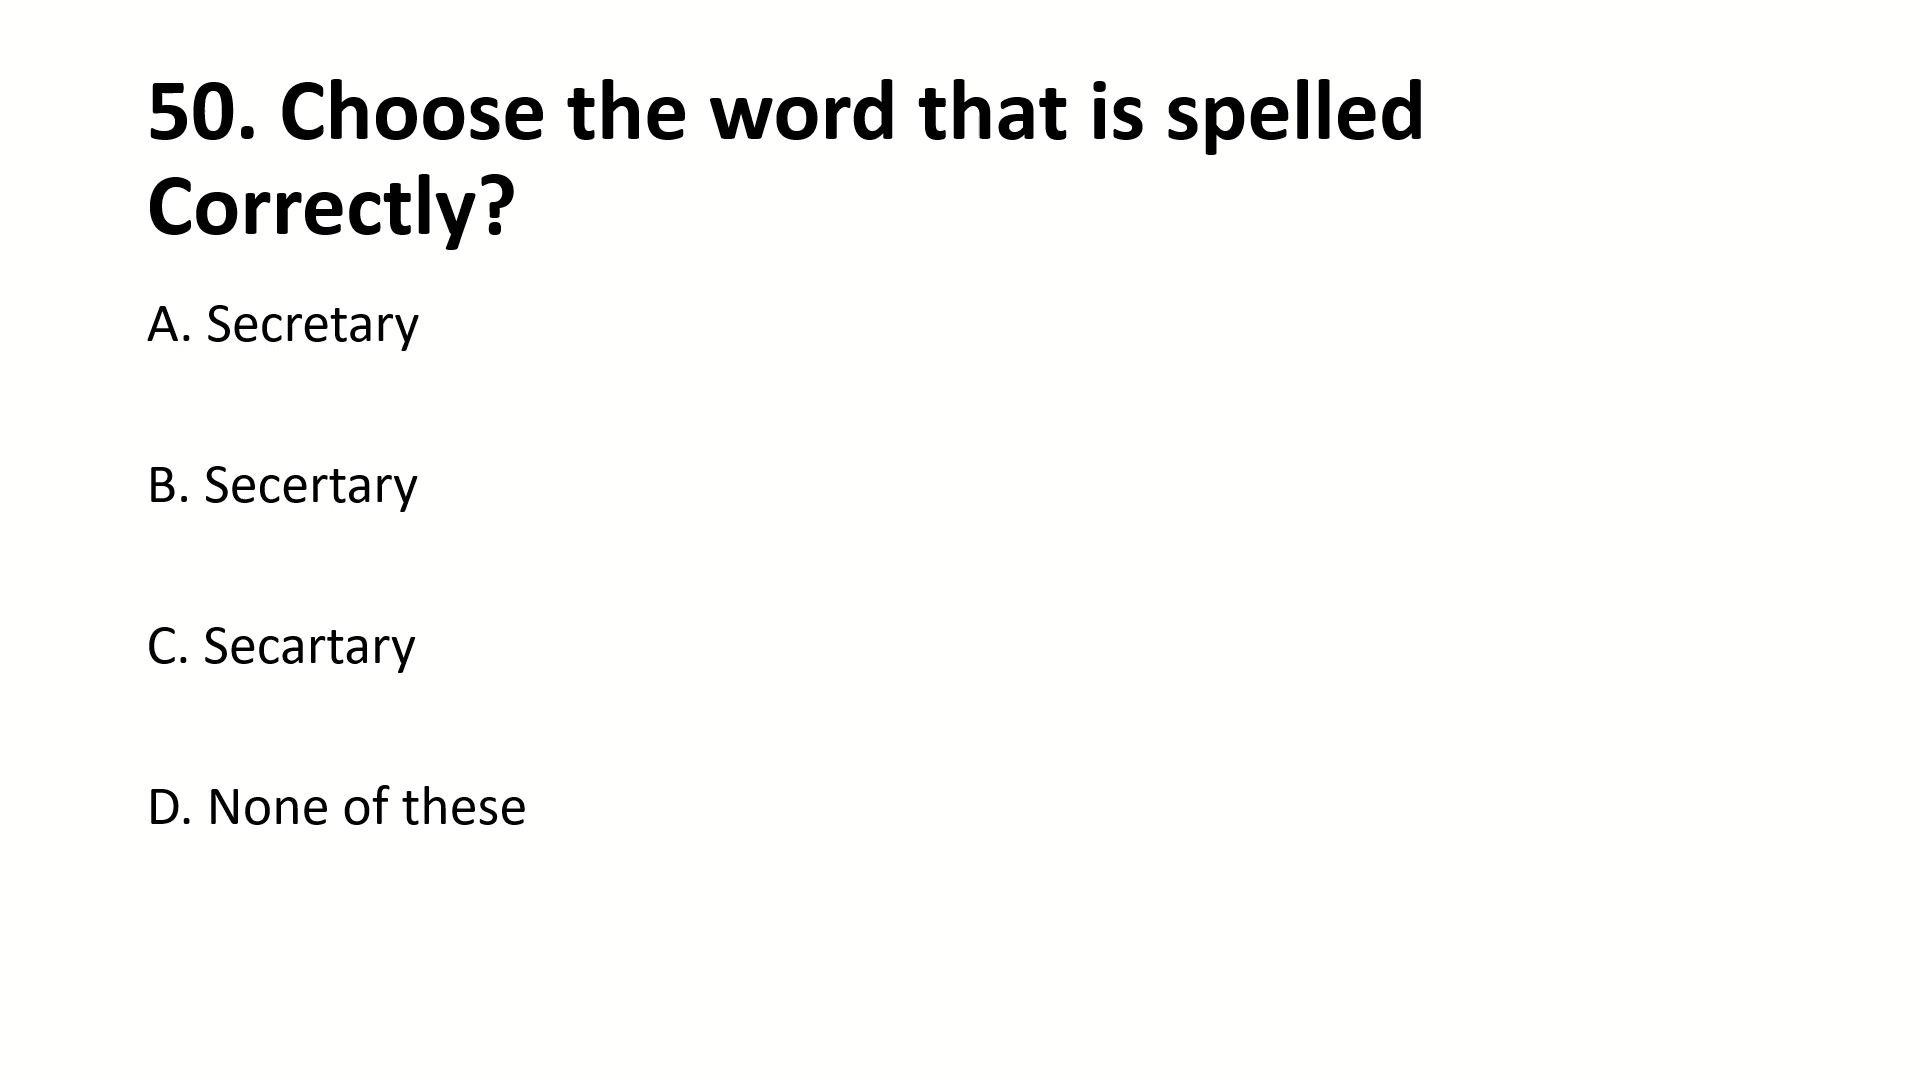 50. Choose the word that is spelled
Correctly?
A. Secretary
B. Secertary
C. Secartary
D. None of these